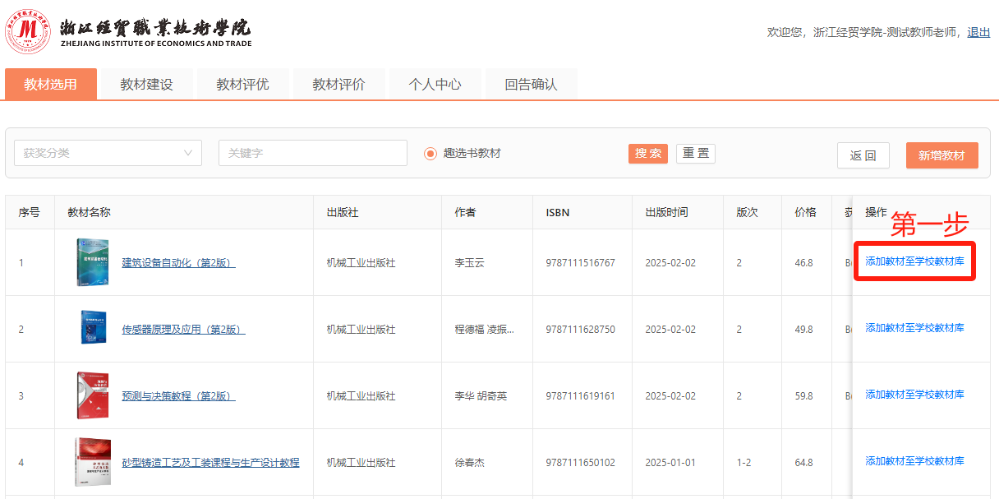 浙江经贸職業技術學院
ZHEJIANG INSTITUTE OF ECONOMICS AND TRADE
欢迎您，浙江经贸学院-测试教师老师，退出
教材选用 教材建设 教材评优 教材评价 个人中心 回告确认
获奖分类 关键字 趣选书教材 搜 索 重 置 返 回 新增教材
序号 教材名称 出版社 作者 ISBN 出版时间 版次 价格 操作
第一步
1 建筑设备自动化（第2版） 机械工业出版社 李玉云 9787111516767 2025-02-02 2 46.8 添加教材至学校教材库
2 传感器原理及应用（第2版） 机械工业出版社 程德福 凌振... 9787111628750 2025-02-02 2 49.8 添加教材至学校教材库
3 预测与决策教程（第2版） 机械工业出版社 李华 胡奇英 9787111619161 2025-02-02 2 59.8 添加教材至学校教材库
4 砂型铸造工艺及工装课程与生产设计教程 机械工业出版社 徐春杰 9787111650102 2025-01-01 1-2 64.8 添加教材至学校教材库